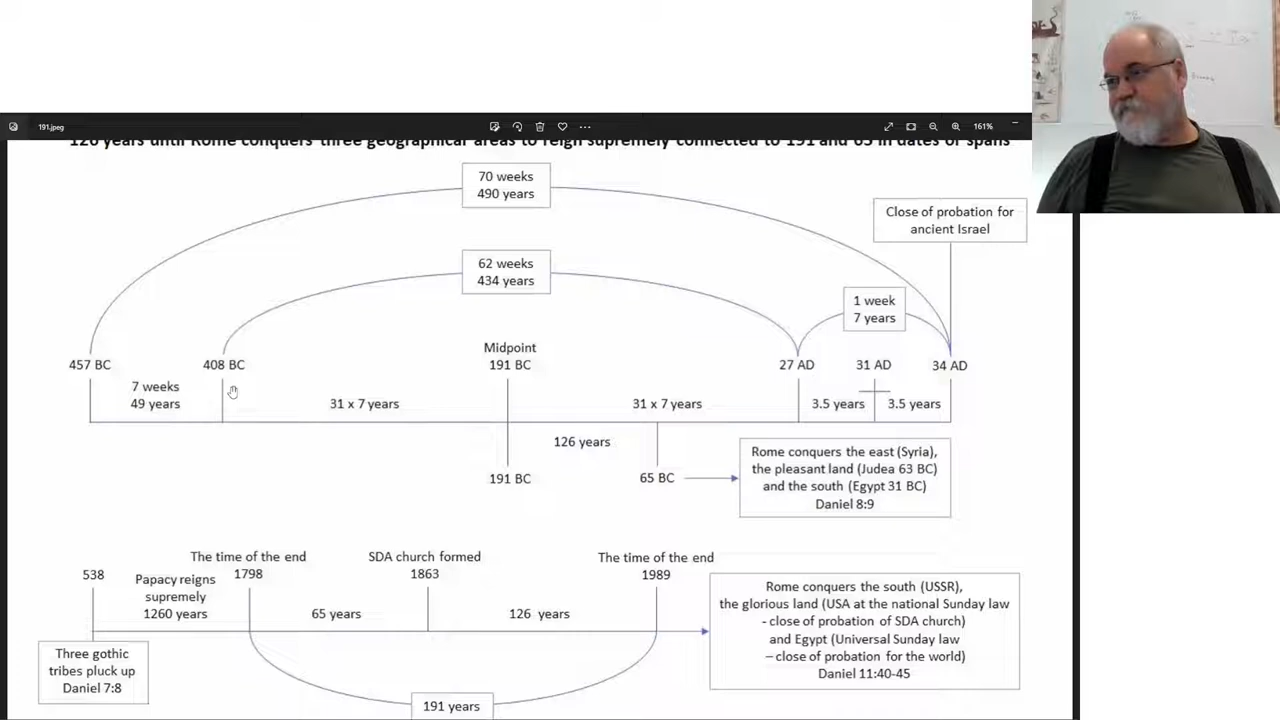 191.jpeg
161%
126 years until Rome conquers three geographical areas to reign supremely connected to 191 and 65 in dates or spans
70 weeks
490 years
Close of probation for
ancient Israel
62 weeks
434 years
1 week
7 years
Midpoint
457 BC
408 BC
191 BC
27 AD
31 AD
34 AD
7 weeks
49 years
31 x 7 years
31 x 7 years
3.5 years
3.5 years
126 years
191 BC
65 BC
Rome conquers the east (Syria),
the pleasant land (Judea 63 BC)
and the south (Egypt 31 BC)
Daniel 8:9
The time of the end
SDA church formed
The time of the end
538
1798
1863
1989
Papacy reigns
supremely
1260 years
65 years
126 years
Rome conquers the south (USSR),
the glorious land (USA at the national Sunday law
- close of probation of SDA church)
and Egypt (Universal Sunday law
– close of probation for the world)
Daniel 11:40-45
Three gothic
tribes pluck up
Daniel 7:8
191 years